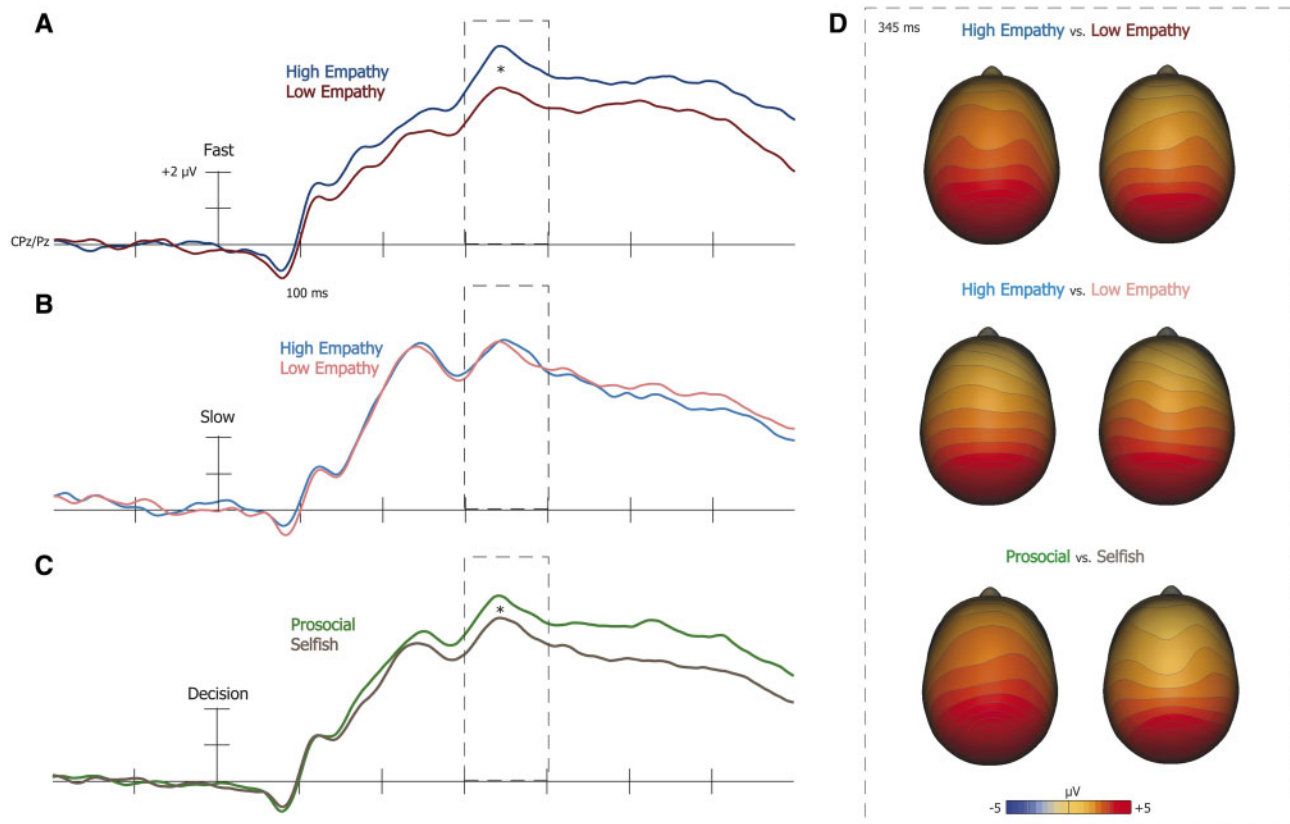 A
High Empathy
Low Empathy
*
Fast
+2 µV
CPz/Pz
100 ms
B
High Empathy
Low Empathy
Slow
C
Prosocial
Selfish
*
Decision
D
345 ms
High Empathy vs. Low Empathy
High Empathy vs. Low Empathy
Prosocial vs. Selfish
µV
-5 +5